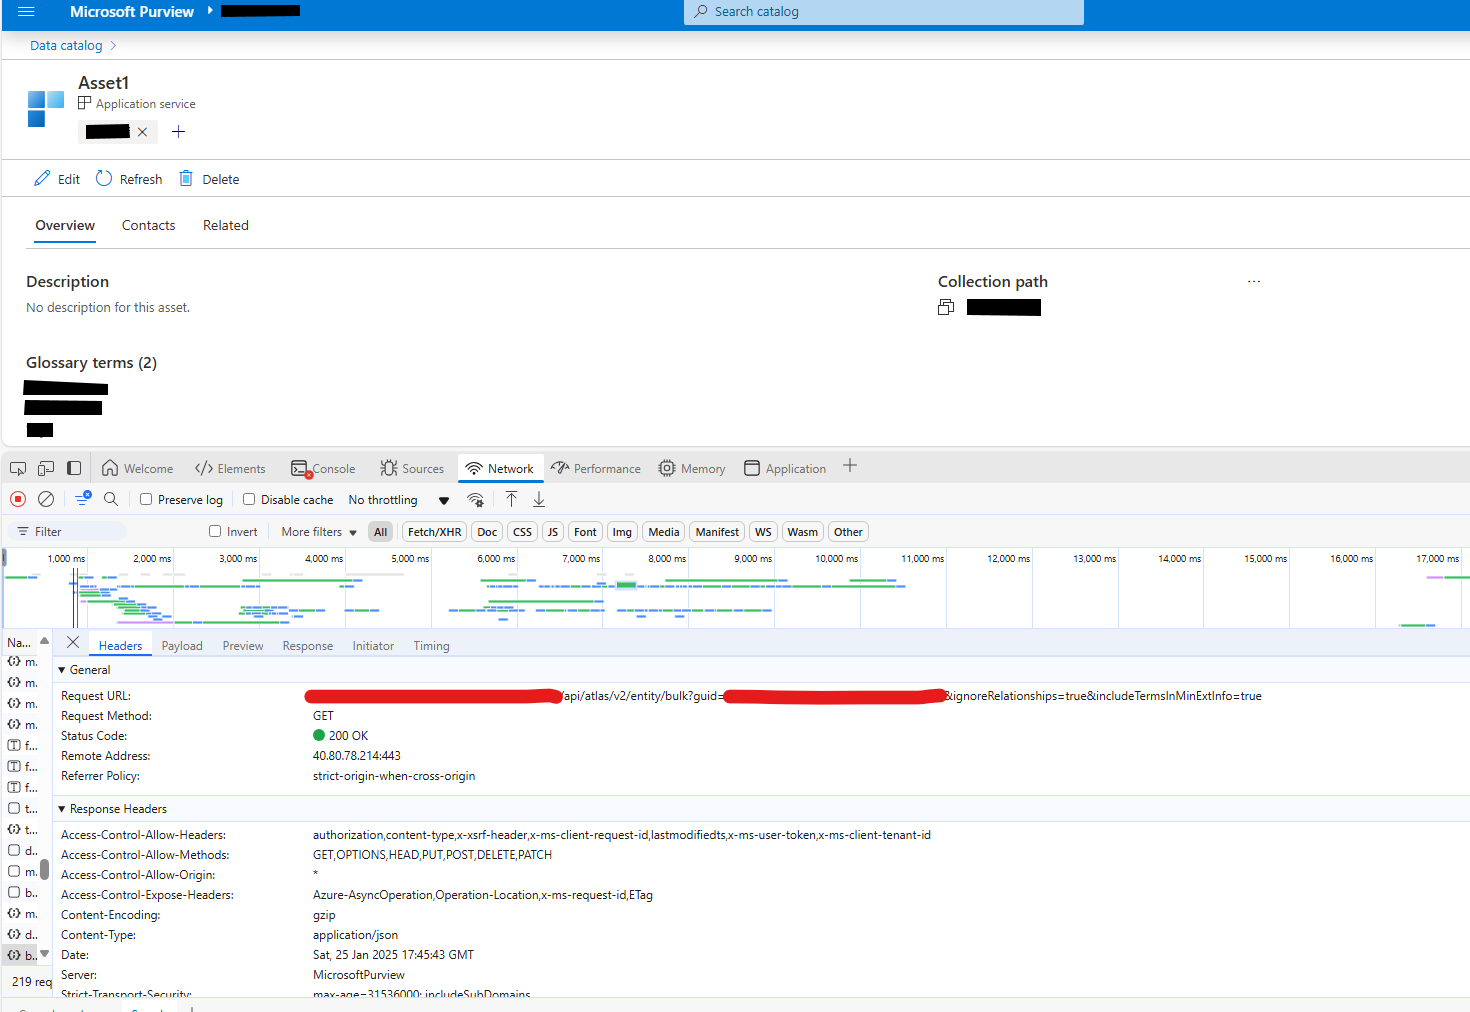 Microsoft Purview
Search catalog
Data catalog
Asset1
Application service
Edit Refresh Delete
Overview Contacts Related
Description
Collection path
No description for this asset.
Glossary terms (2)
Welcome Elements Console Sources Network Performance Memory Application
Preserve log Disable cache No throttling
Filter Invert More filters All Fetch/XHR Doc CSS JS Font Img Media Manifest WS Wasm Other
1,000 ms 2,000 ms 3,000 ms 4,000 ms 5,000 ms 6,000 ms 7,000 ms 8,000 ms 9,000 ms 10,000 ms 11,000 ms 12,000 ms 13,000 ms 14,000 ms 15,000 ms 16,000 ms 17,000 ms
Na... Headers Payload Preview Response Initiator Timing
m.
General
m.
Request URL: /api/atlas/v2/entity/bulk?guid= &ignoreRelationships=true&includeTermsInMinExtInfo=true
m.
Request Method: GET
m.
Status Code: 200 OK
f...
Remote Address: 40.80.78.214:443
f...
Referrer Policy: strict-origin-when-cross-origin
f...
t...
Response Headers
t...
Access-Control-Allow-Headers: authorization,content-type,x-xsrf-header,x-ms-client-request-id,lastmodifiedts,x-ms-user-token,x-ms-client-tenant-id
d..
Access-Control-Allow-Methods: GET,OPTIONS,HEAD,PUT,POST,DELETE,PATCH
m.
Access-Control-Allow-Origin: *
b..
Access-Control-Expose-Headers: Azure-AsyncOperation,Operation-Location,x-ms-request-id,ETag
m.
Content-Encoding: gzip
d..
Content-Type: application/json
b..
Date: Sat, 25 Jan 2025 17:45:43 GMT
219 req
Server: MicrosoftPurview
Strict-Transport-Security: max-age=31536000; includeSubDomains